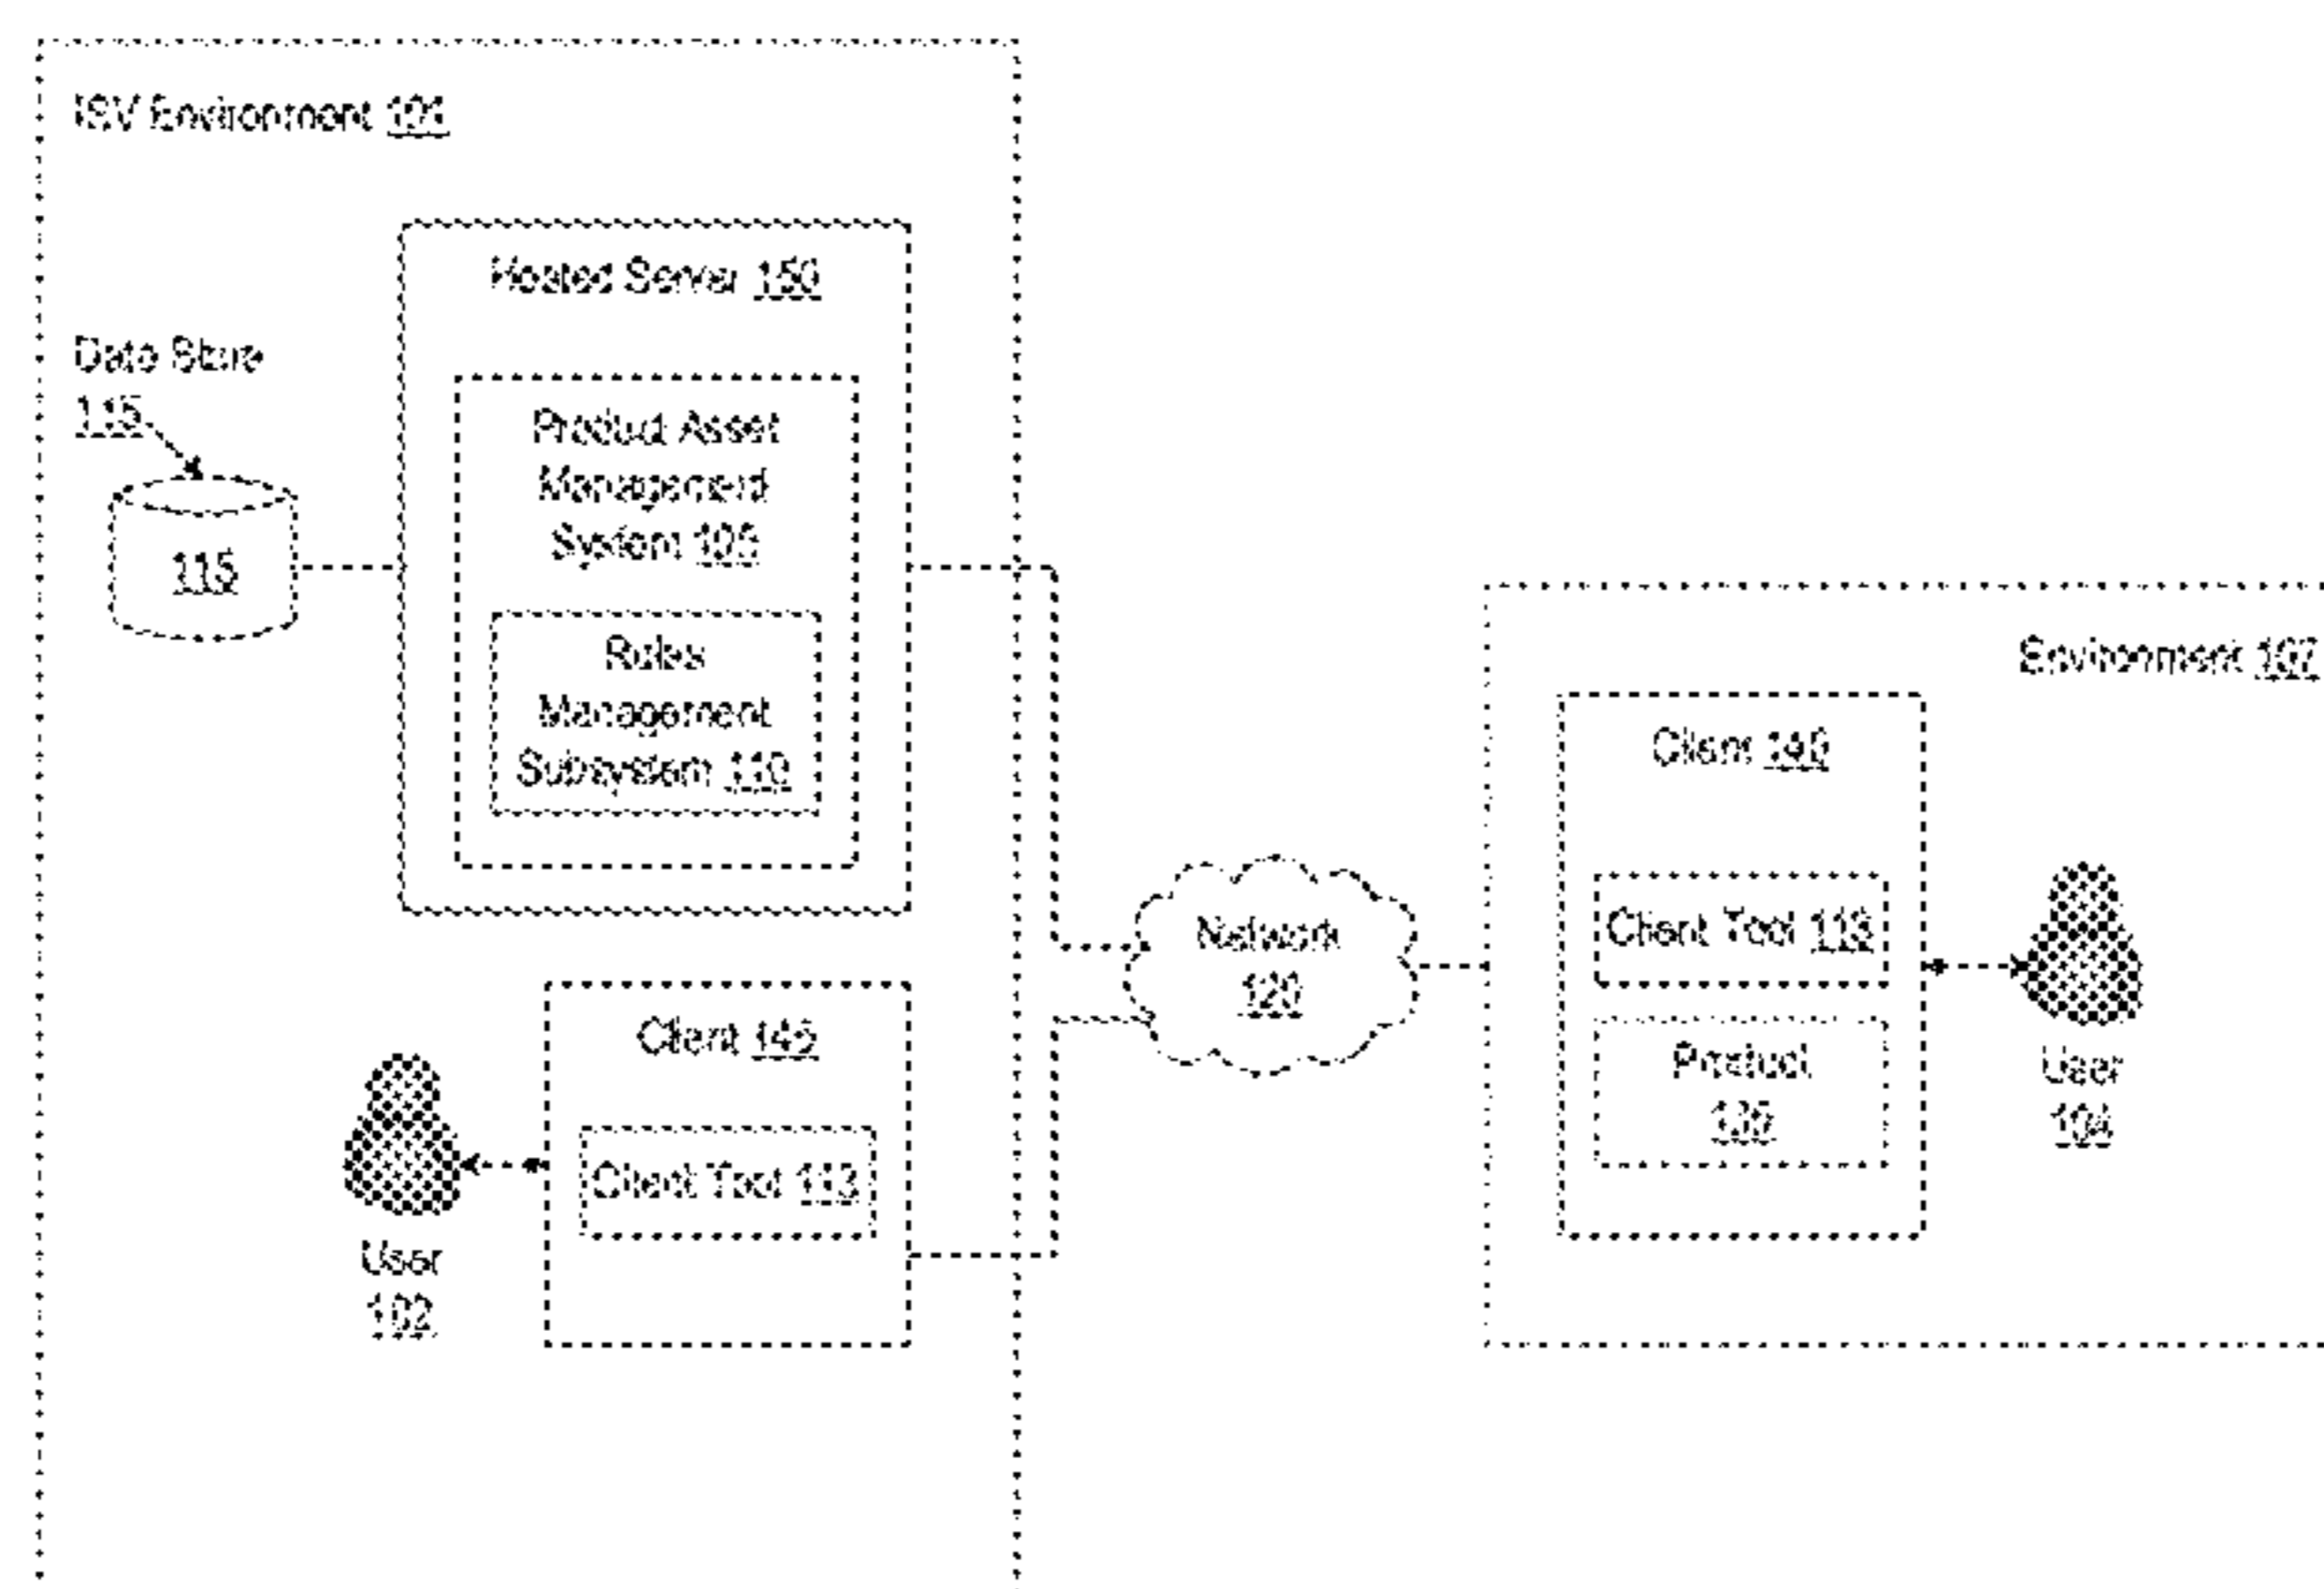 ISV Environment 101
Hosted Server 150
Data Store
115
Product Asset
Management
System 105
115
Rules
Management
Subsystem 110
Environment 107
Client 140
Client Tool 113
Network
120
Client 145
Product
User
104
Client Tool 113
User
102